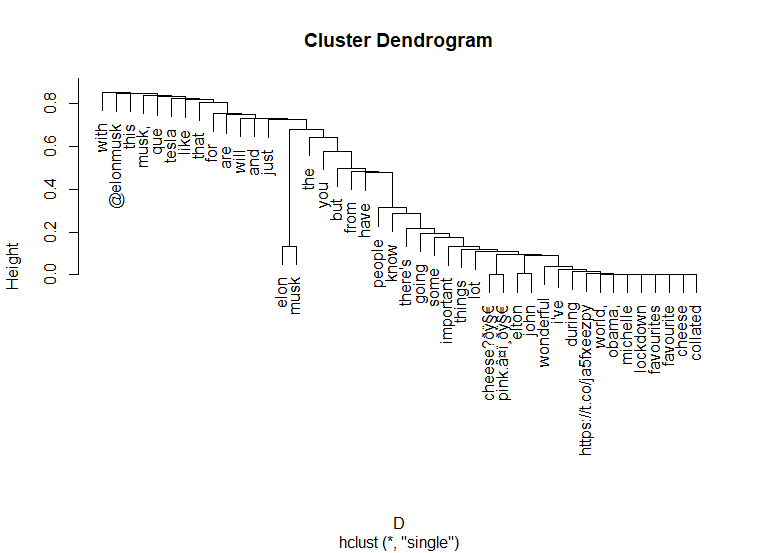 Cluster Dendrogram
Height
0.0
0.2
0.4
0.6
0.8
with
@elonmusk
this
musk,
que
tesla
like
that
for
are
will
and
just
elon
musk
the
you
but
from
have
people
know
there's
going
some
important
things
lot
elton
john
wonderful
i've
during
https://t.co/ja5fxeezpy
world,
obama,
michelle
lockdown
favourites
favourite
cheese
collated
D
hclust (*, "single")